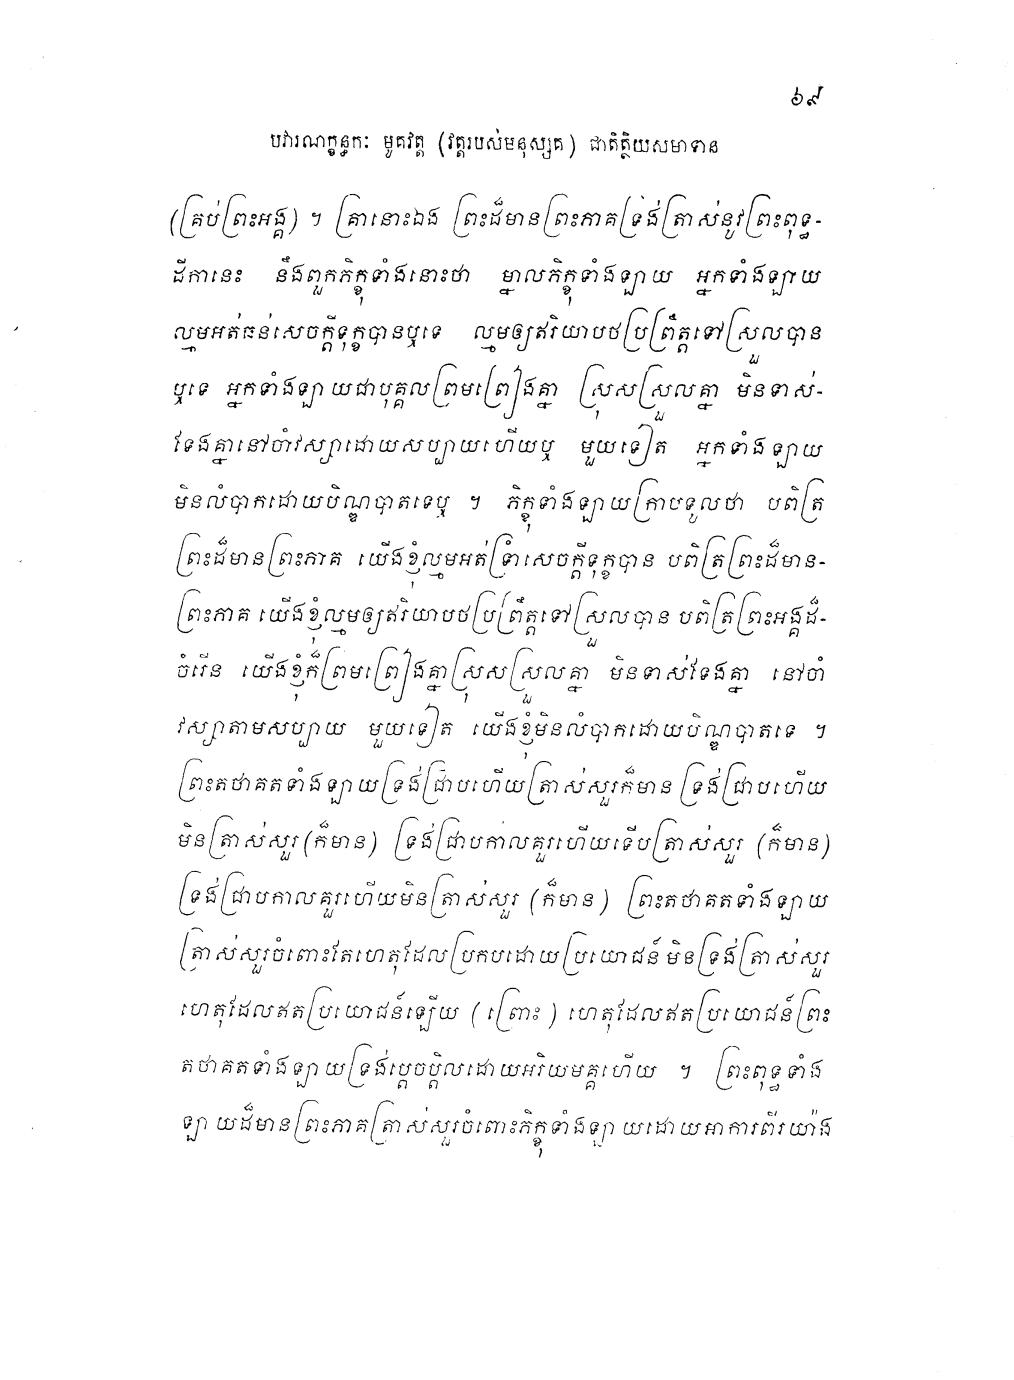 ៦៩
បវារណក្ខន្ធកៈ មូគវត្ត (វត្តរបស់មនុស្សគ) ជាតិត្ថិយសមាទាន
(គ្រប់ព្រះអង្គ) ។ គ្រានោះឯង ព្រះដ៏មានព្រះភាគទ្រង់ត្រាស់នូវព្រះពុទ្ធ-
ដីកានេះ នឹងពួកភិក្ខុទាំងនោះថា ម្នាលភិក្ខុទាំងឡាយ អ្នកទាំងឡាយ
ល្មមអត់ធន់សេចក្ដីទុក្ខបានឬទេ ល្មមឲ្យឥរិយាបថប្រព្រឹត្តទៅស្រួលបាន
ឬទេ អ្នកទាំងឡាយជាបុគ្គលព្រមព្រៀងគ្នា ស្រុសស្រួលគ្នា មិនទាស់-
ទែងគ្នានៅចាំវស្សាដោយសប្បាយហើយឬ មួយទៀត អ្នកទាំងឡាយ
មិនលំបាកដោយបិណ្ឌបាតទេឬ ។ ភិក្ខុទាំងឡាយក្រាបទូលថា បពិត្រ
ព្រះដ៏មានព្រះភាគ យើងខ្ញុំល្មមអត់ទ្រាំសេចក្ដីទុក្ខបាន បពិត្រព្រះដ៏មាន-
ព្រះភាគ យើងខ្ញុំល្មមឲ្យឥរិយាបថប្រព្រឹត្តទៅស្រួលបាន បពិត្រព្រះអង្គដ៏-
ចំរើន យើងខ្ញុំក៏ព្រមព្រៀងគ្នាស្រុសស្រួលគ្នា មិនទាស់ទែងគ្នា នៅចាំ
វស្សាតាមសប្បាយ មួយទៀត យើងខ្ញុំមិនលំបាកដោយបិណ្ឌបាតទេ ។
ព្រះតថាគតទាំងឡាយទ្រង់ជ្រាបហើយត្រាស់សួរក៏មាន ទ្រង់ជ្រាបហើយ
មិនត្រាស់សួរ (ក៏មាន) ទ្រង់ជ្រាបកាលគួរហើយទើបត្រាស់សួរ (ក៏មាន)
ទ្រង់ជ្រាបកាលគួរហើយមិនត្រាស់សួរ (ក៏មាន) ព្រះតថាគតទាំងឡាយ
ត្រាស់សួរចំពោះតែហេតុដែលប្រកបដោយប្រយោជន៍ មិនទ្រង់ត្រាស់សួរ
ហេតុដែលឥតប្រយោជន៍ឡើយ (ព្រោះ) ហេតុដែលឥតប្រយោជន៍ព្រះ
តថាគតទាំងឡាយទ្រង់ប្ដេចប្ដិលដោយអរិយមគ្គហើយ ។ ព្រះពុទ្ធទាំង
ឡាយដ៏មានព្រះភាគត្រាស់សួរចំពោះភិក្ខុទាំងឡាយដោយអាការពីរយ៉ាង